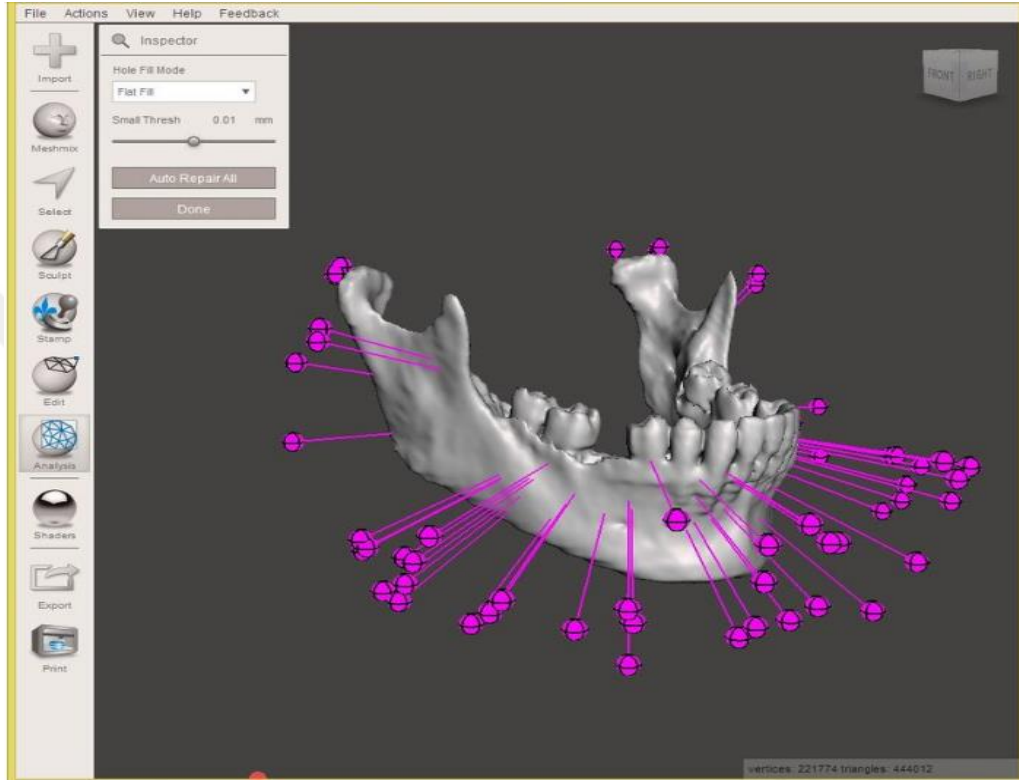 File Actions View Help Feedback
Import
Meshmix
Select
Sculpt
Stamp
Edit
Analysis
Shaders
Export
Print
Inspector
Hole Fill Mode
Flat Fill
Small Thresh 0.01 mm
Auto Repair All
Done
FRONT RIGHT
vertices: 221774 triangles: 444012